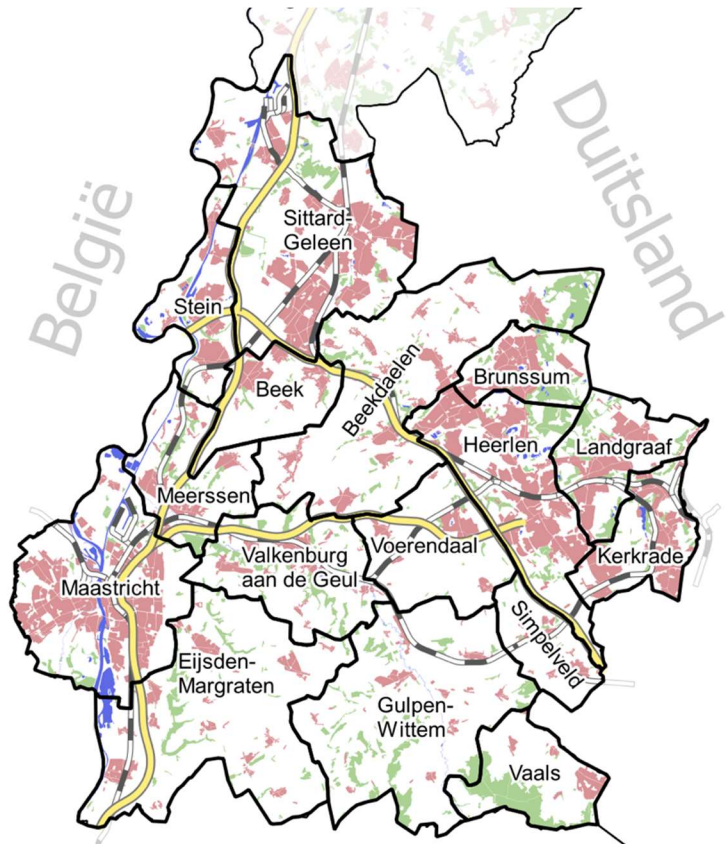 België
Duitsland
Sittard-
Geleen
Stein
Beek
Beekdaelen
Brunssum
Heerlen
Landgraaf
Meerssen
Valkenburg
aan de Geul
Voerendaal
Kerkrade
Maastricht
Simpelveld
Eijsden-
Margraten
Gulpen-
Wittem
Vaals